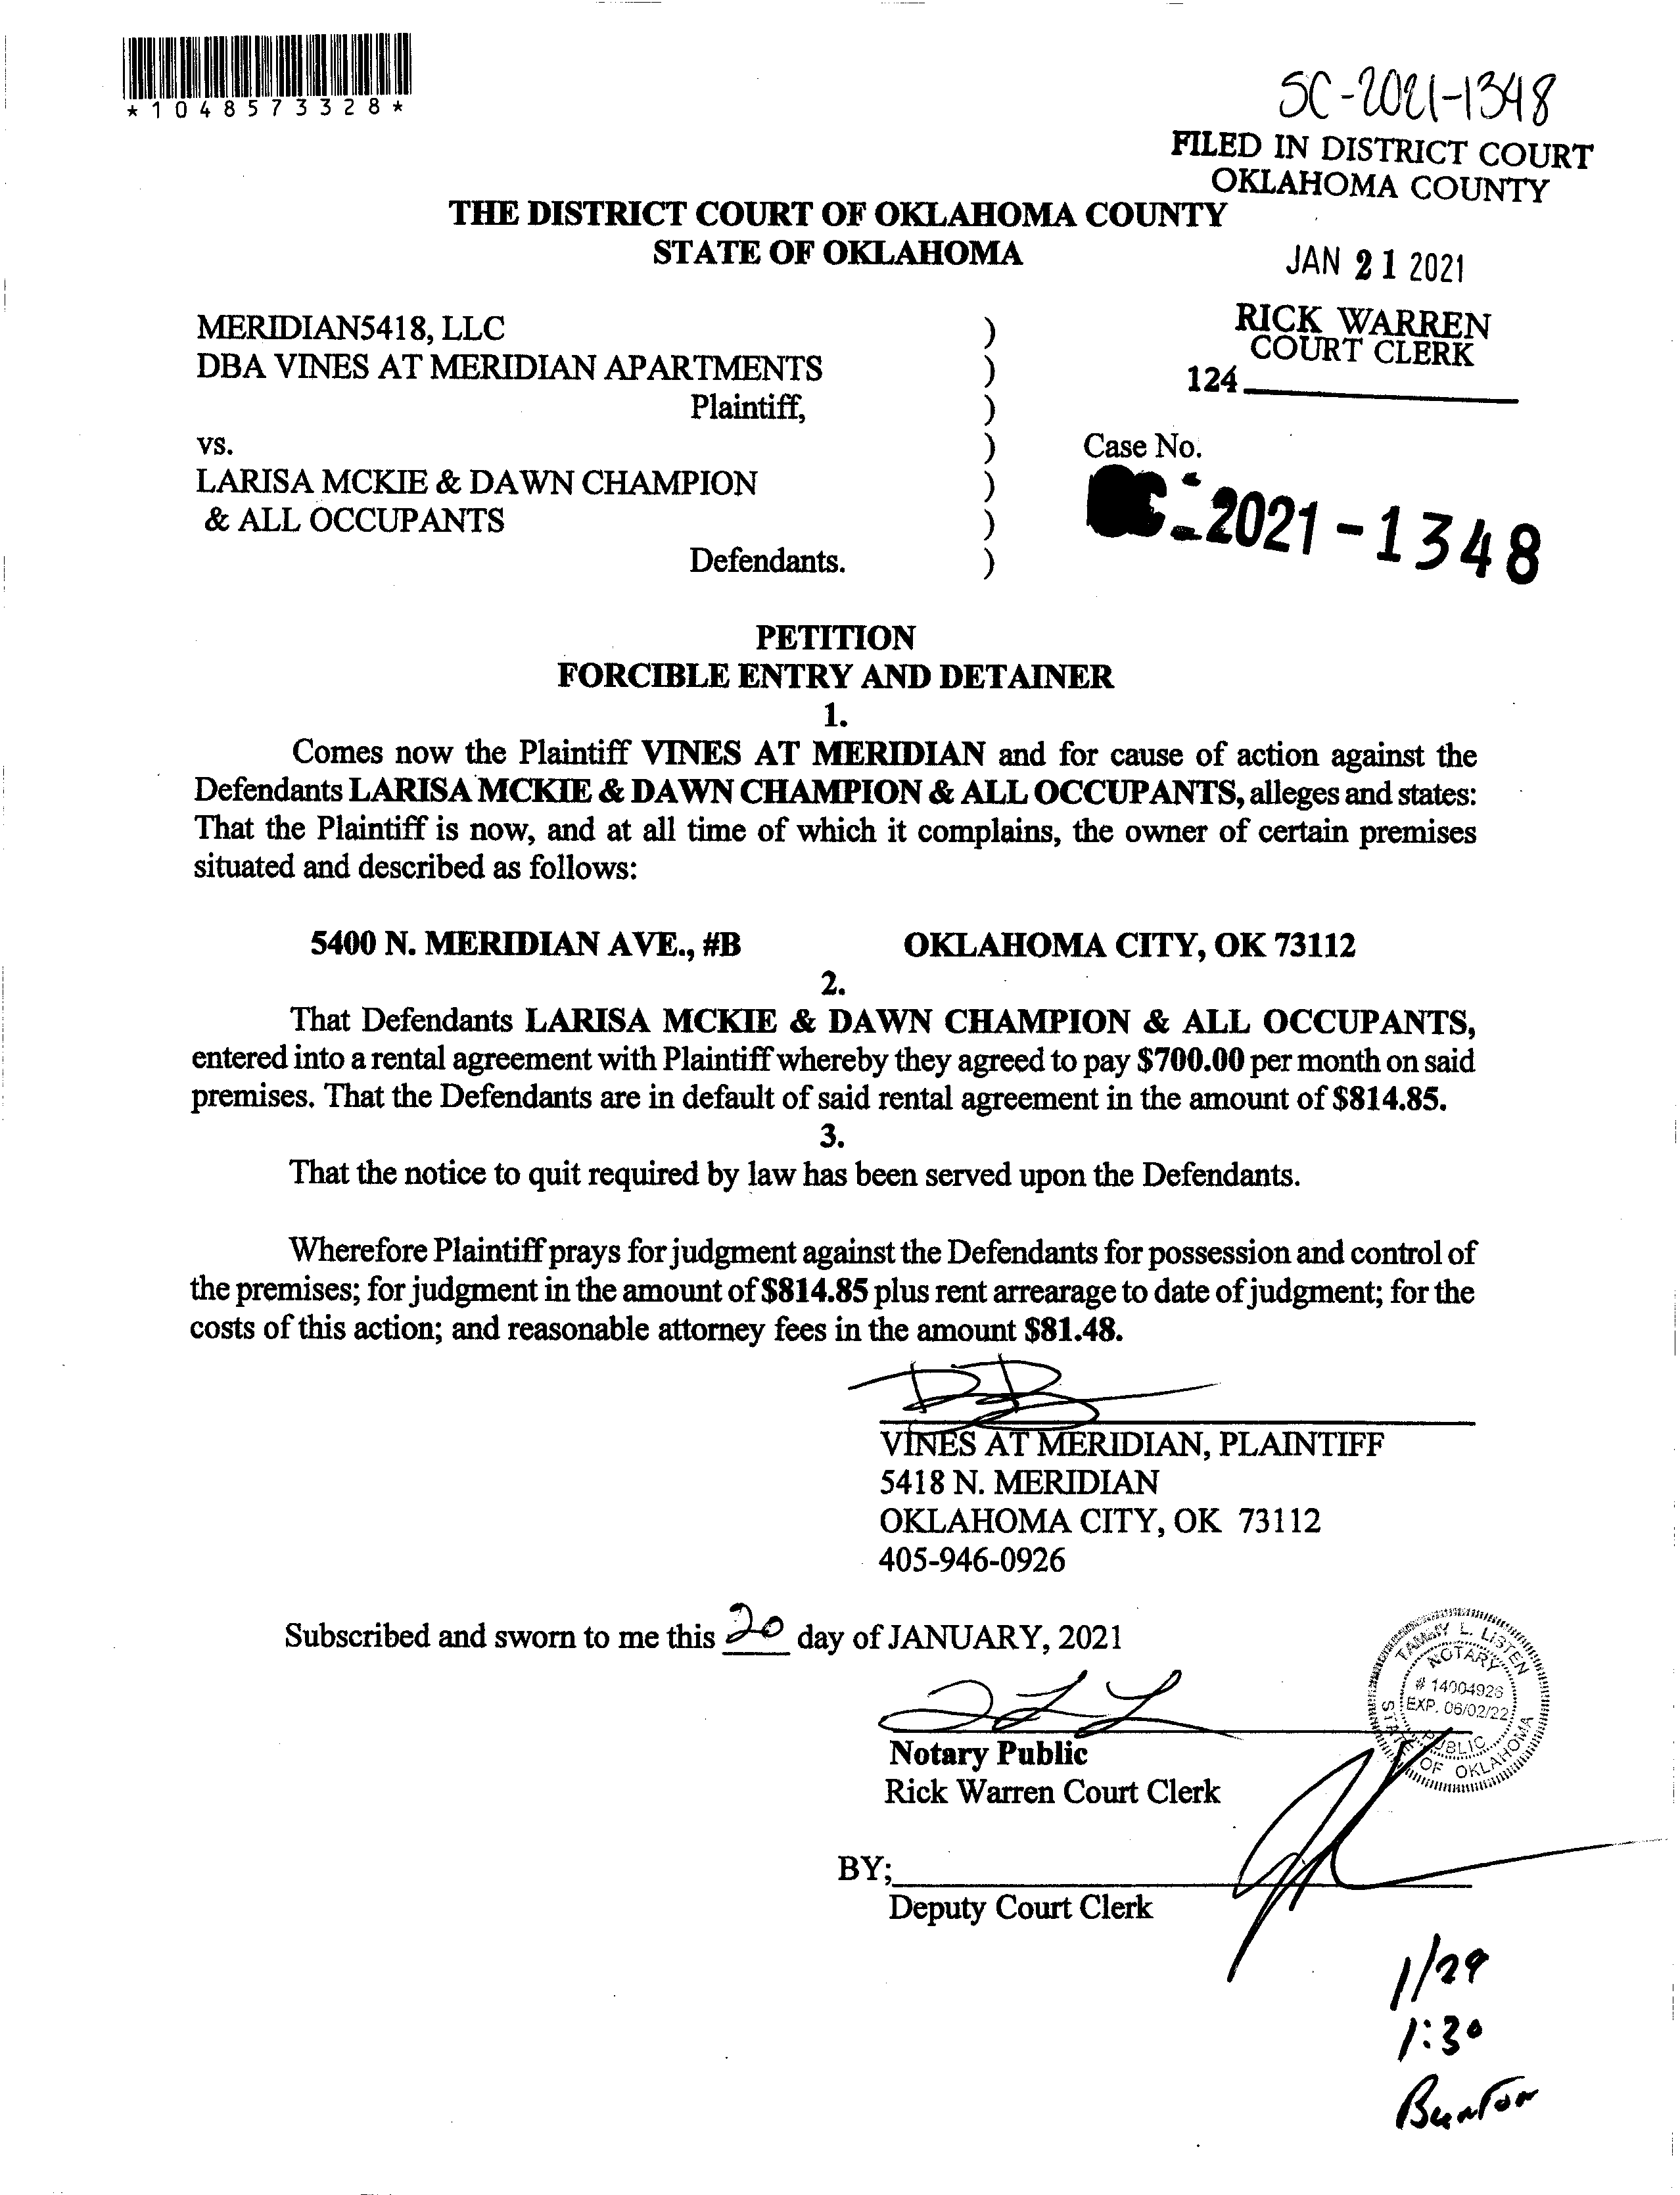 *1048573328*
SC-2021-1348
FILED IN DISTRICT COURT
OKLAHOMA COUNTY
THE DISTRICT COURT OF OKLAHOMA COUNTY
STATE OF OKLAHOMA
JAN 21 2021
RICK WARREN
COURT CLERK
124
MERIDIAN5418, LLC )
DBA VINES AT MERIDIAN APARTMENTS )
Plaintiff, )
vs. ) Case No.
LARISA MCKIE & DAWN CHAMPION )
& ALL OCCUPANTS )
Defendants. )
C-2021-1348
PETITION
FORCIBLE ENTRY AND DETAINER
1.
Comes now the Plaintiff VINES AT MERIDIAN and for cause of action against the
Defendants LARISA MCKIE & DAWN CHAMPION & ALL OCCUPANTS, alleges and states:
That the Plaintiff is now, and at all time of which it complains, the owner of certain premises
situated and described as follows:
5400 N. MERIDIAN AVE., #B OKLAHOMA CITY, OK 73112
2.
That Defendants LARISA MCKIE & DAWN CHAMPION & ALL OCCUPANTS,
entered into a rental agreement with Plaintiff whereby they agreed to pay $700.00 per month on said
premises. That the Defendants are in default of said rental agreement in the amount of $814.85.
3.
That the notice to quit required by law has been served upon the Defendants.
Wherefore Plaintiff prays for judgment against the Defendants for possession and control of
the premises; for judgment in the amount of $814.85 plus rent arrearage to date of judgment; for the
costs of this action; and reasonable attorney fees in the amount $81.48.
VINES AT MERIDIAN, PLAINTIFF
5418 N. MERIDIAN
OKLAHOMA CITY, OK 73112
405-946-0926
Subscribed and sworn to me this 20 day of JANUARY, 2021
TAMMY L. LISTEN
NOTARY
# 14004926
EXP. 06/02/22
PUBLIC
STATE OF OKLAHOMA
Notary Public
Rick Warren Court Clerk
BY;
Deputy Court Clerk
1/29
1:30
Bunton